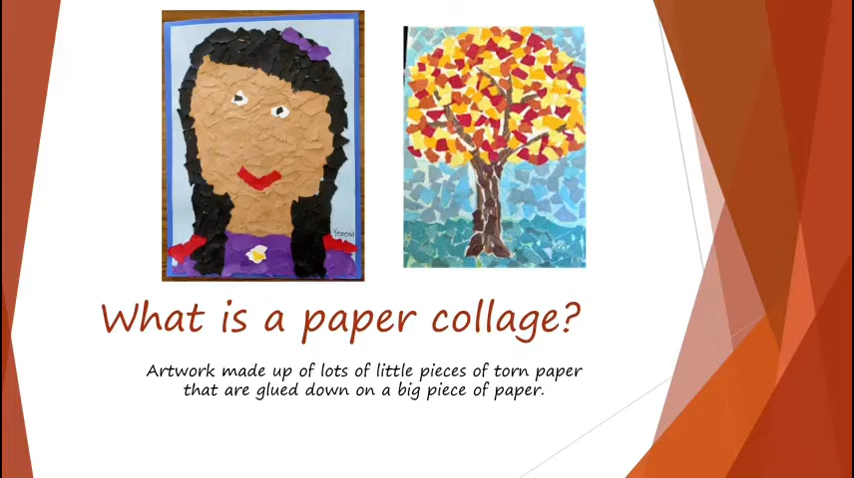 What is a paper collage?
Artwork made up of lots of little pieces of torn paper
that are glued down on a big piece of paper.